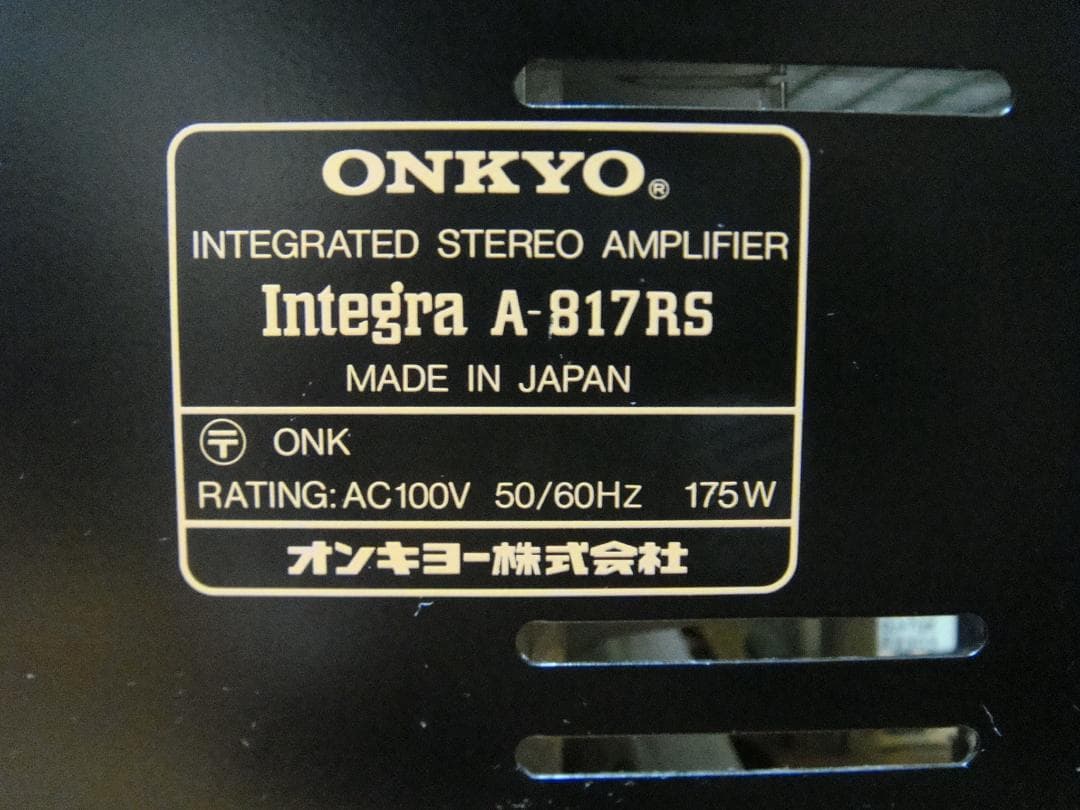 ONKYO®
INTEGRATED STEREO AMPLIFIER
Integra A-817RS
MADE IN JAPAN
〶 ONK
RATING: AC100V 50/60Hz 175W
オンキヨー株式会社